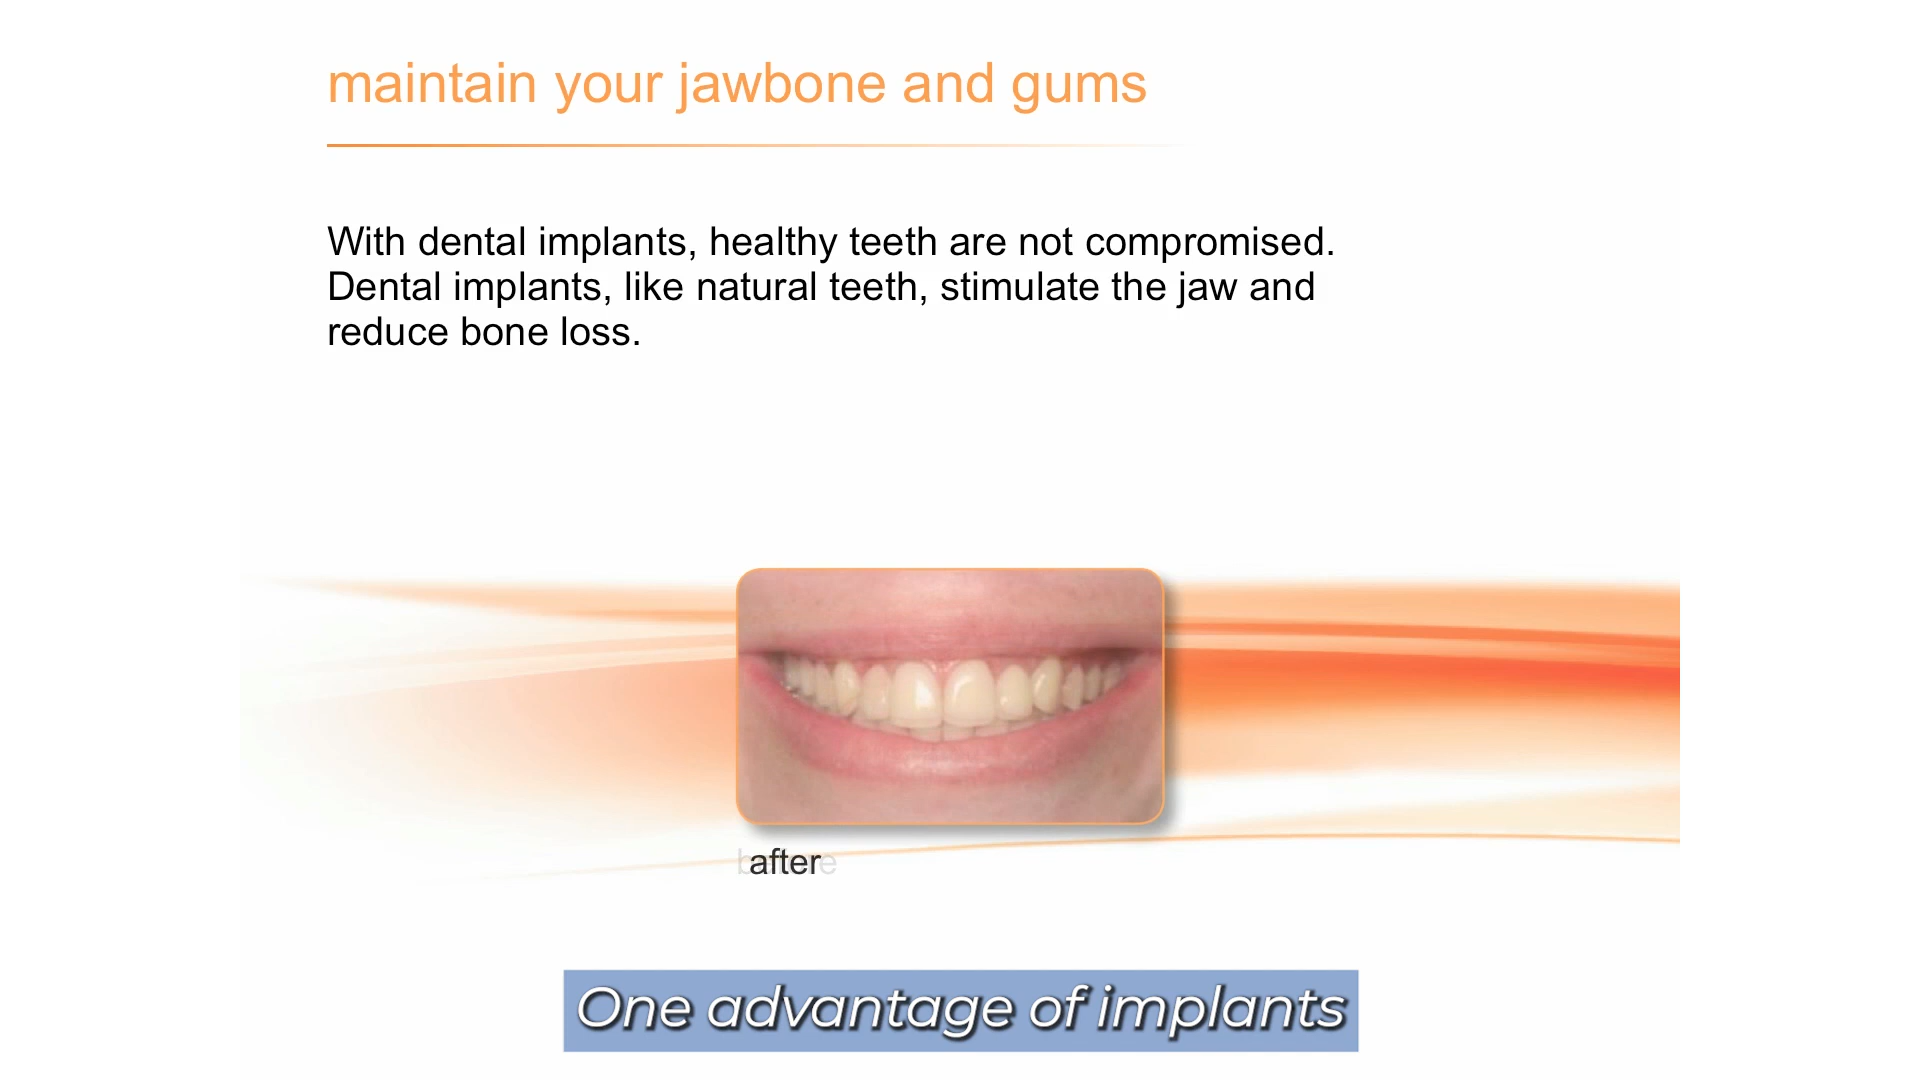 maintain your jawbone and gums
With dental implants, healthy teeth are not compromised.
Dental implants, like natural teeth, stimulate the jaw and
reduce bone loss.
after
One advantage of implants